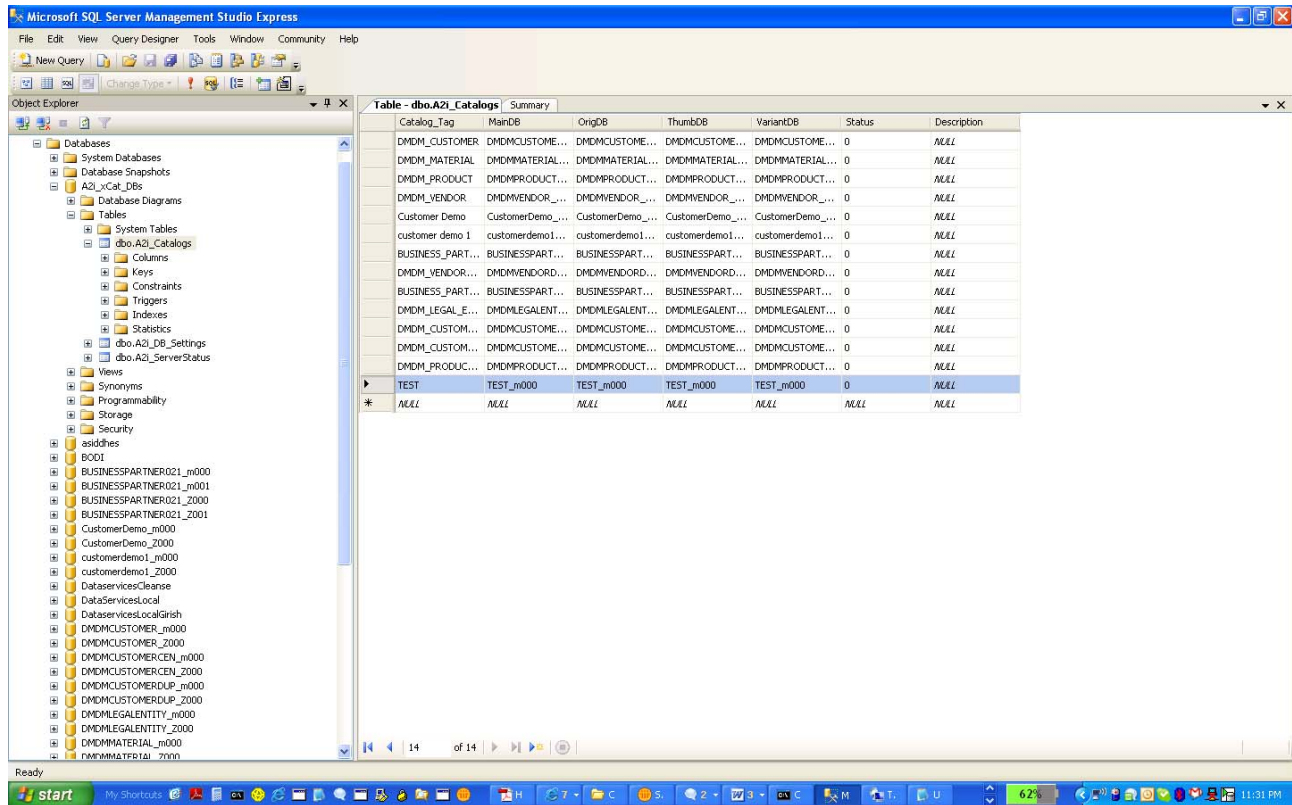 Microsoft SQL Server Management Studio Express
File Edit View Query Designer Tools Window Community Help
New Query
Change Type
Object Explorer
Databases
System Databases
Database Snapshots
A2i_xCat_DBs
Database Diagrams
Tables
System Tables
dbo.A2i_Catalogs
Columns
Keys
Constraints
Triggers
Indexes
Statistics
dbo.A2i_DB_Settings
dbo.A2i_ServerStatus
Views
Synonyms
Programmability
Storage
Security
asiddhes
BODI
BUSINESSPARTNER021_m000
BUSINESSPARTNER021_m001
BUSINESSPARTNER021_Z000
BUSINESSPARTNER021_Z001
CustomerDemo_m000
CustomerDemo_Z000
customerdemo1_m000
customerdemo1_Z000
DataservicesCleanse
DataServicesLocal
DataservicesLocalGirish
DMDMCUSTOMER_m000
DMDMCUSTOMER_Z000
DMDMCUSTOMERCEN_m000
DMDMCUSTOMERCEN_Z000
DMDMCUSTOMERDUP_m000
DMDMCUSTOMERDUP_Z000
DMDMLEGALENTITY_m000
DMDMLEGALENTITY_Z000
DMDMMATERIAL_m000
DMDMMATERIAL_Z000
Table - dbo.A2i_Catalogs Summary
Catalog_Tag MainDB OrigDB ThumbDB VariantDB Status Description
DMDM_CUSTOMER DMDMCUSTOME... DMDMCUSTOME... DMDMCUSTOME... DMDMCUSTOME... 0 NULL
DMDM_MATERIAL DMDMMATERIAL... DMDMMATERIAL... DMDMMATERIAL... DMDMMATERIAL... 0 NULL
DMDM_PRODUCT DMDMPRODUCT... DMDMPRODUCT... DMDMPRODUCT... DMDMPRODUCT... 0 NULL
DMDM_VENDOR DMDMVENDOR_... DMDMVENDOR_... DMDMVENDOR_... DMDMVENDOR_... 0 NULL
Customer Demo CustomerDemo_... CustomerDemo_... CustomerDemo_... CustomerDemo_... 0 NULL
customer demo 1 customerdemo1... customerdemo1... customerdemo1... customerdemo1... 0 NULL
BUSINESS_PART... BUSINESSPART... BUSINESSPART... BUSINESSPART... BUSINESSPART... 0 NULL
DMDM_VENDOR... DMDMVENDORD... DMDMVENDORD... DMDMVENDORD... DMDMVENDORD... 0 NULL
BUSINESS_PART... BUSINESSPART... BUSINESSPART... BUSINESSPART... BUSINESSPART... 0 NULL
DMDM_LEGAL_E... DMDMLEGALENT... DMDMLEGALENT... DMDMLEGALENT... DMDMLEGALENT... 0 NULL
DMDM_CUSTOM... DMDMCUSTOME... DMDMCUSTOME... DMDMCUSTOME... DMDMCUSTOME... 0 NULL
DMDM_CUSTOM... DMDMCUSTOME... DMDMCUSTOME... DMDMCUSTOME... DMDMCUSTOME... 0 NULL
DMDM_PRODUC... DMDMPRODUCT... DMDMPRODUCT... DMDMPRODUCT... DMDMPRODUCT... 0 NULL
TEST TEST_m000 TEST_m000 TEST_m000 TEST_m000 0 NULL
NULL NULL NULL NULL NULL NULL NULL
14 of 14
Ready
start My Shortcuts H 7 C 5. 2 3 C M T. U 62% 11:31 PM